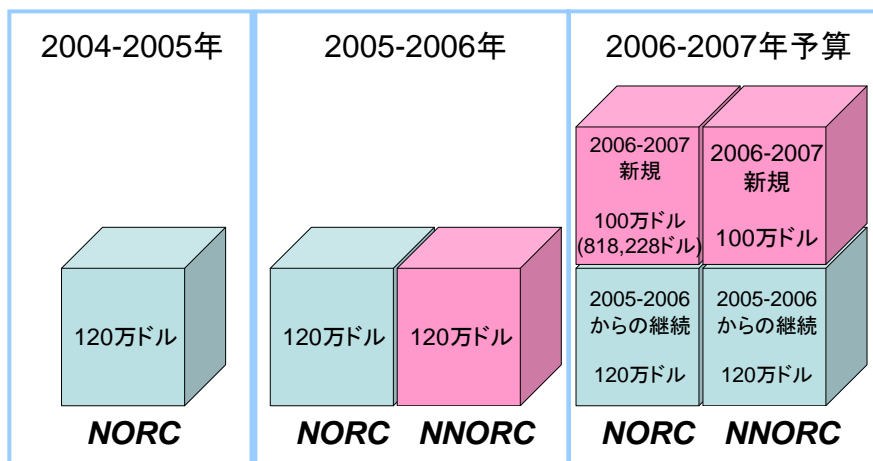 2004-2005年
120万ドル
NORC
2005-2006年
120万ドル
120万ドル
NORC
NNORC
2006-2007年予算
2006-2007
新規
100万ドル
(818,228ドル)
2006-2007
新規
100万ドル
2005-2006
からの継続
120万ドル
2005-2006
からの継続
120万ドル
NORC
NNORC